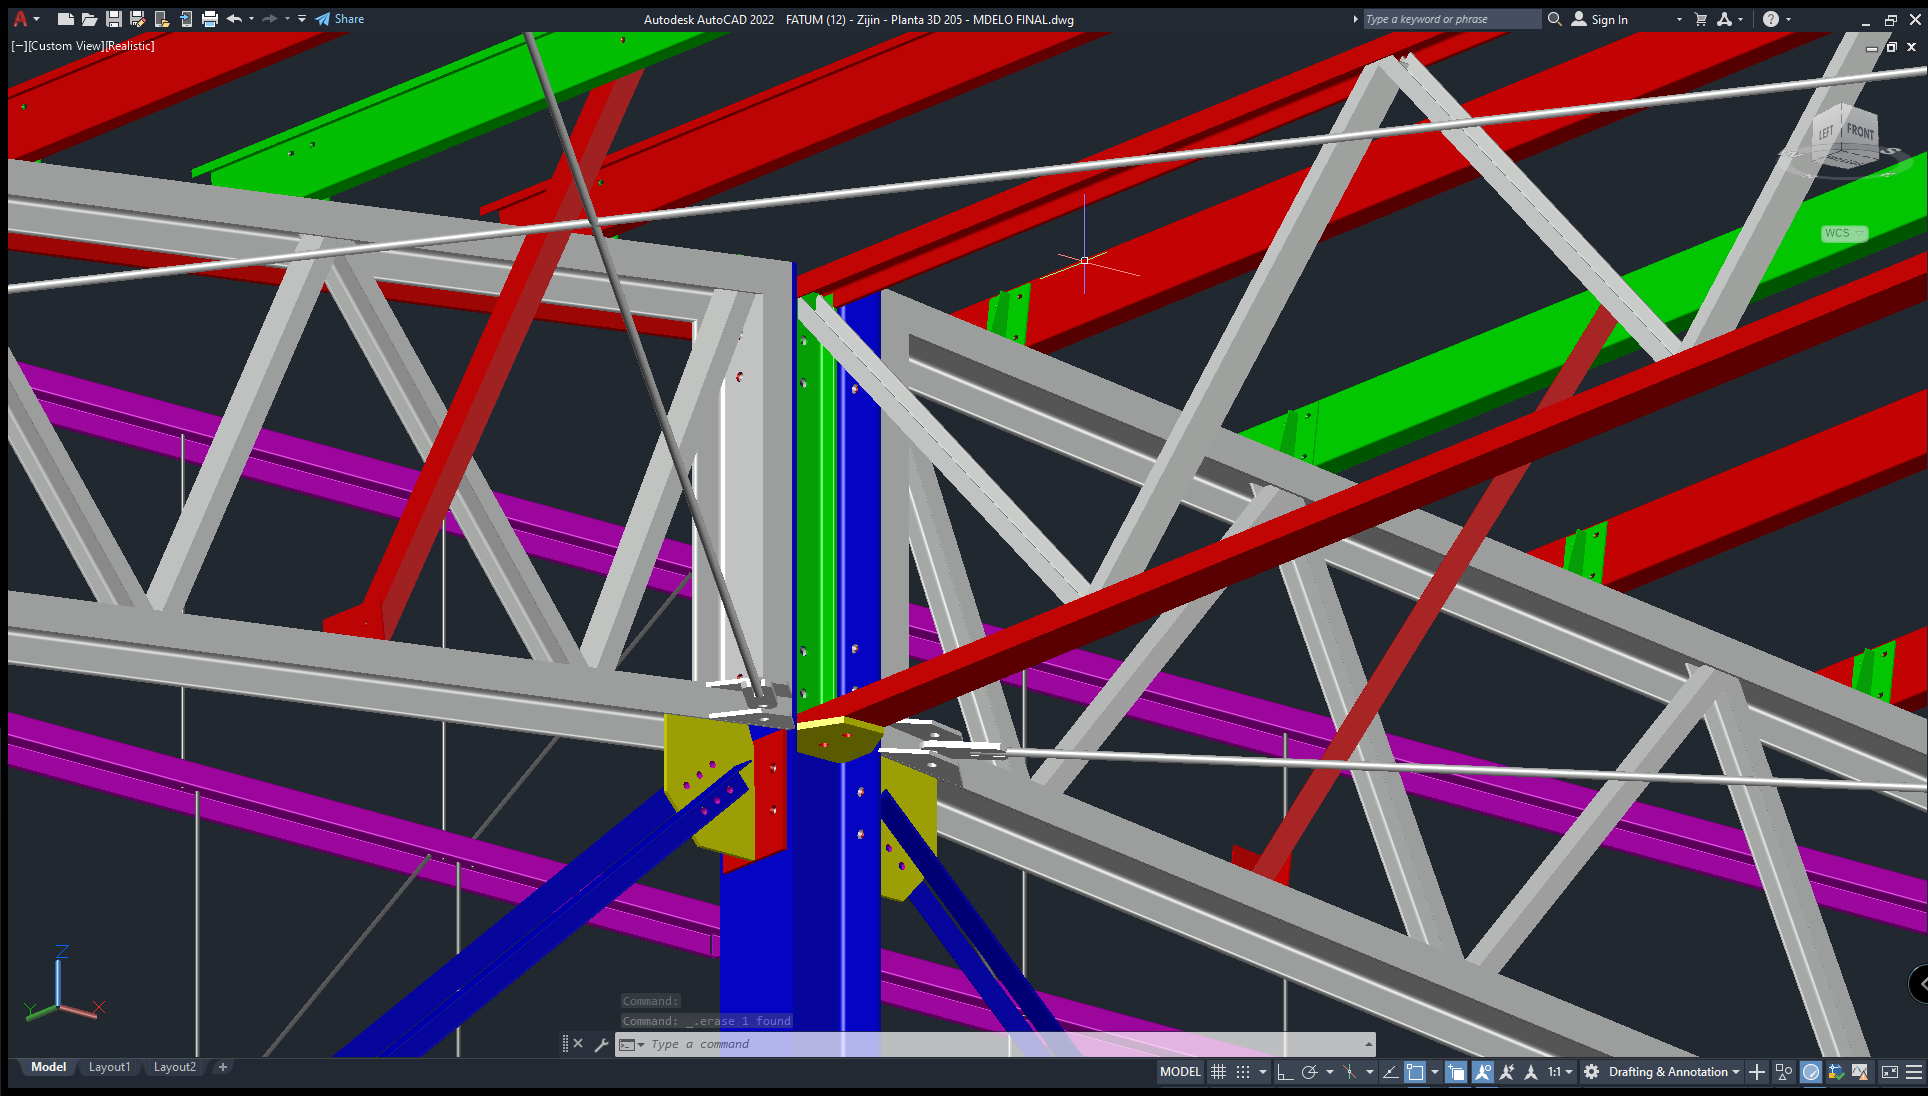 Share
Autodesk AutoCAD 2022 FATUM (12) - Zijin - Planta 3D 205 - MDELO FINAL.dwg
Type a keyword or phrase
Sign In
[−][Custom View][Realistic]
LEFT
FRONT
S
WCS
Z
Y
X
Command:
Command: _.erase 1 found
Type a command
Model
Layout1
Layout2
+
MODEL
1:1
Drafting & Annotation